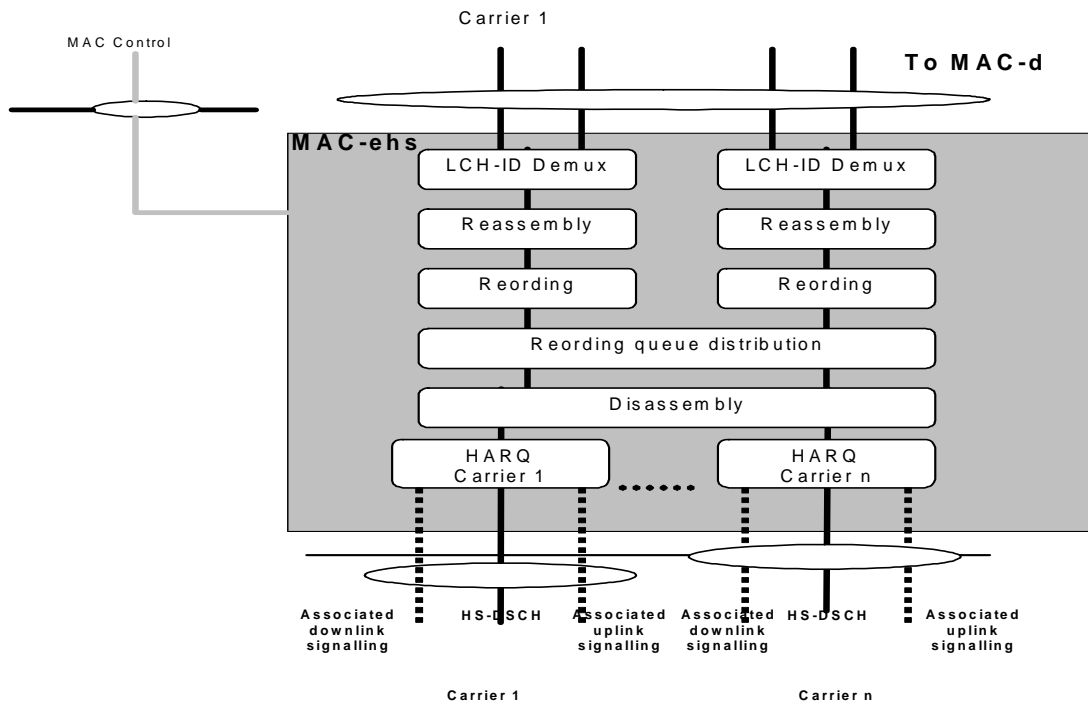 Carrier 1
MAC Control
To MAC-d
MAC-ehs
LCH-ID Demux
LCH-ID Demux
Reassembly
Reassembly
Reording
Reording
Reording queue distribution
Disassembly
HARQ
Carrier 1
HARQ
Carrier n
Associated
downlink
signalling
HS-DSCH
Associated
uplink
signalling
Associated
downlink
signalling
HS-DSCH
Associated
uplink
signalling
Carrier 1
Carrier n